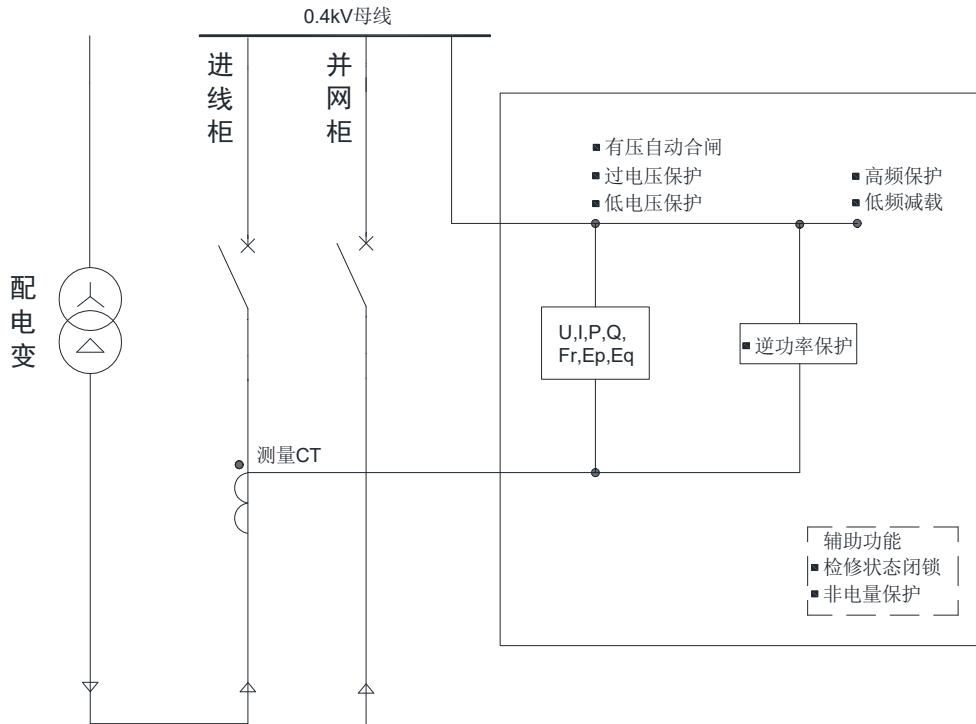 0.4kV母线
进线柜
并网柜
有压自动合闸
过电压保护
低电压保护
高频保护
低频减载
配电变
U,I,P,Q,
Fr,Ep,Eq
逆功率保护
测量CT
辅助功能
检修状态闭锁
非电量保护